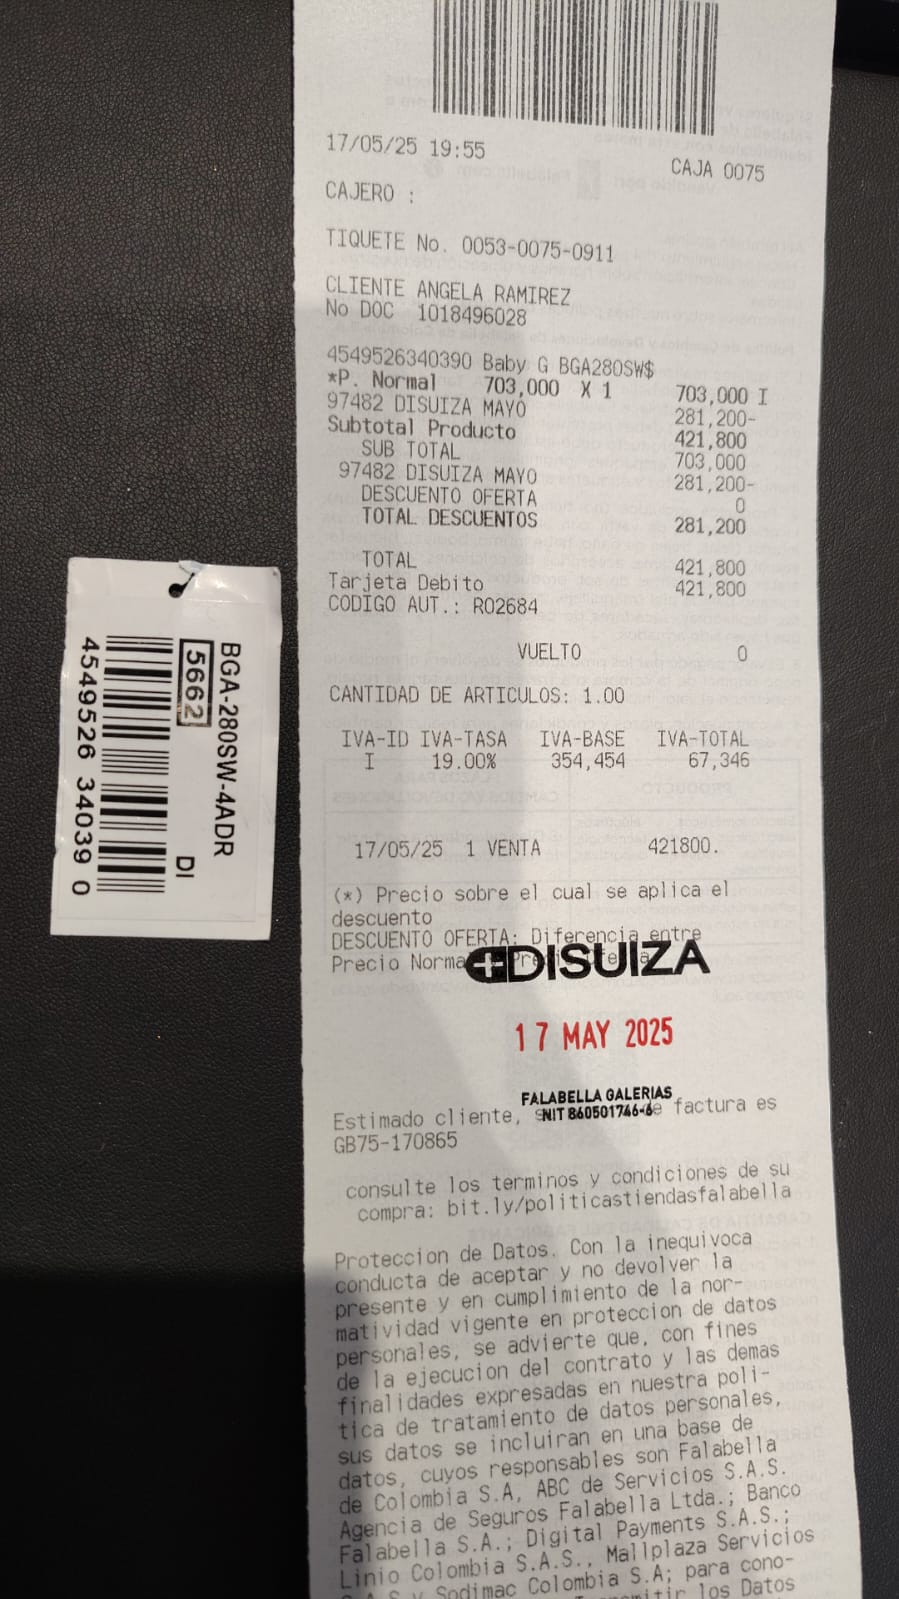 17/05/25 19:55 CAJA 0075
CAJERO :
TIQUETE No. 0053-0075-0911
CLIENTE ANGELA RAMIREZ
No DOC 1018496028
4549526340390 Baby G BGA280SW$
*P. Normal 703,000 X 1 703,000 I
97482 DISUIZA MAYO 281,200-
Subtotal Producto 421,800
SUB TOTAL 703,000
97482 DISUIZA MAYO 281,200-
DESCUENTO OFERTA 0
TOTAL DESCUENTOS 281,200
TOTAL 421,800
Tarjeta Debito 421,800
CODIGO AUT.: R02684
VUELTO 0
CANTIDAD DE ARTICULOS: 1.00
IVA-ID IVA-TASA IVA-BASE IVA-TOTAL
I 19.00% 354,454 67,346
17/05/25 1 VENTA 421800.
(*) Precio sobre el cual se aplica el
descuento
DESCUENTO OFERTA: Diferencia entre
Precio Norma
DISUIZA
17 MAY 2025
FALABELLA GALERIAS
NIT 860501746-6
Estimado cliente, de factura es
GB75-170865
consulte los terminos y condiciones de su
compra: bit.ly/politicastiendasfalabella
Proteccion de Datos. Con la inequivoca
conducta de aceptar y no devolver la
presente y en cumplimiento de la nor-
matividad vigente en proteccion de datos
personales, se advierte que, con fines
de la ejecucion del contrato y las demas
finalidades expresadas en nuestra poli-
tica de tratamiento de datos personales,
sus datos se incluiran en una base de
datos, cuyos responsables son Falabella
de Colombia S.A, ABC de Servicios S.A.S.
Agencia de Seguros Falabella Ltda.; Banco
Falabella S.A.; Digital Payments S.A.S.;
Linio Colombia S.A.S., Mallplaza Servicios
S.A.S y Sodimac Colombia S.A; para cono-
los Datos
BGA-280SW-4ADR
5662 DI
4549526 34039 0